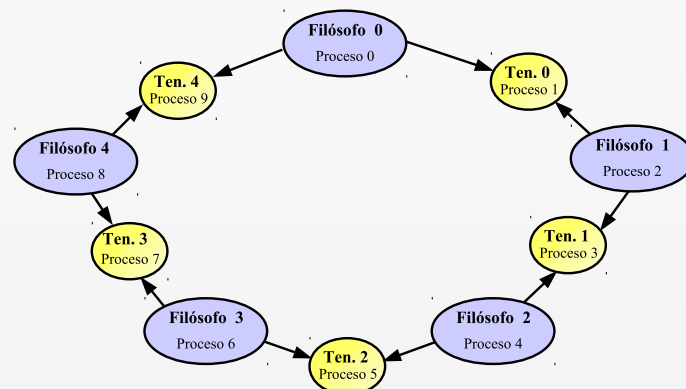 Filósofo 0
Proceso 0
Ten. 4
Proceso 9
Ten. 0
Proceso 1
Filósofo 4
Proceso 8
Filósofo 1
Proceso 2
Ten. 3
Proceso 7
Ten. 1
Proceso 3
Filósofo 3
Proceso 6
Filósofo 2
Proceso 4
Ten. 2
Proceso 5